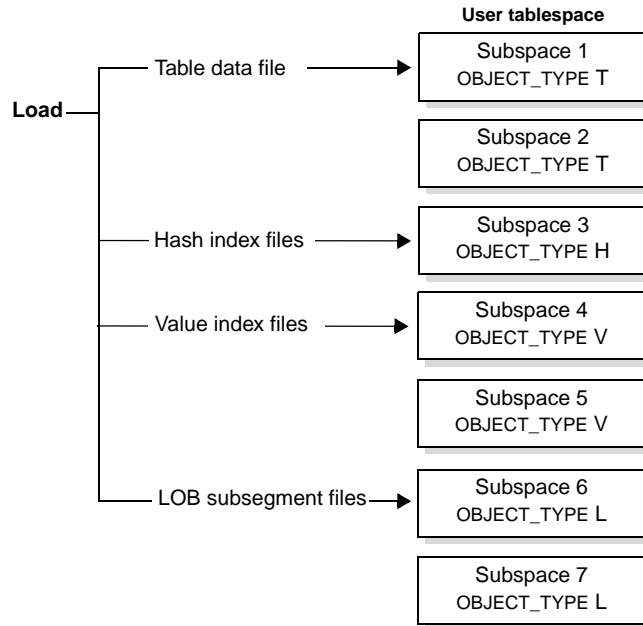 User tablespace
Subspace 1
Table data file
OBJECT_TYPE T
Load
Subspace 2
OBJECT_TYPE T
Subspace 3
Hash index files
OBJECT_TYPE H
Subspace 4
Value index files
OBJECT_TYPE V
Subspace 5
OBJECT_TYPE V
Subspace 6
LOB subsegment files
OBJECT_TYPE L
Subspace 7
OBJECT_TYPE L